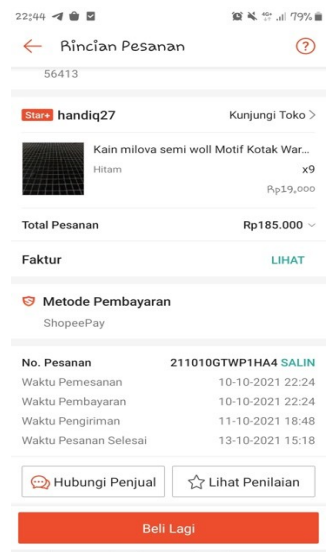 22:44 79%
Rincian Pesanan ?
56413
Star+ handiq27 Kunjungi Toko >
Kain milova semi woll Motif Kotak War...
Hitam x9
Rp19,000
Total Pesanan Rp185.000
Faktur LIHAT
Metode Pembayaran
ShopeePay
No. Pesanan 211010GTWP1HA4 SALIN
Waktu Pemesanan 10-10-2021 22:24
Waktu Pembayaran 10-10-2021 22:24
Waktu Pengiriman 11-10-2021 18:48
Waktu Pesanan Selesai 13-10-2021 15:18
Hubungi Penjual Lihat Penilaian
Beli Lagi